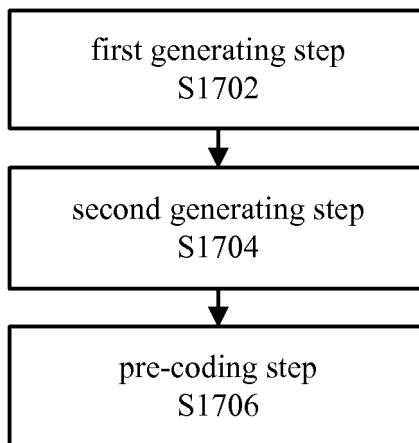 first generating step
S1702
second generating step
S1704
pre-coding step
S1706